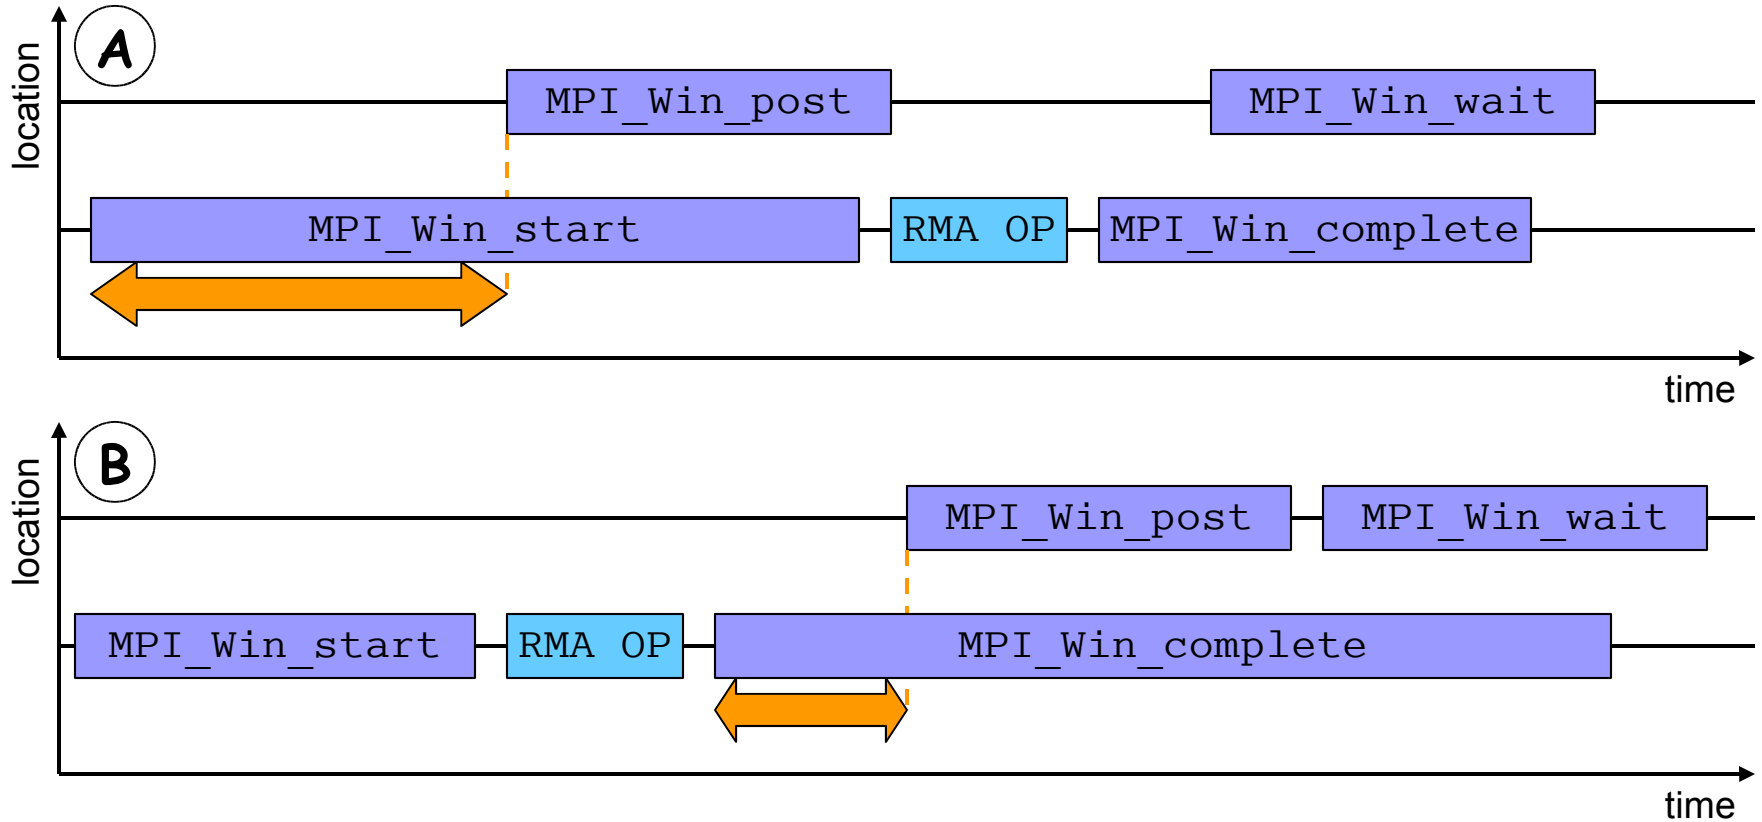 A
location
MPI_Win_post
MPI_Win_wait
MPI_Win_start
RMA OP
MPI_Win_complete
time
B
location
MPI_Win_post
MPI_Win_wait
MPI_Win_start
RMA OP
MPI_Win_complete
time